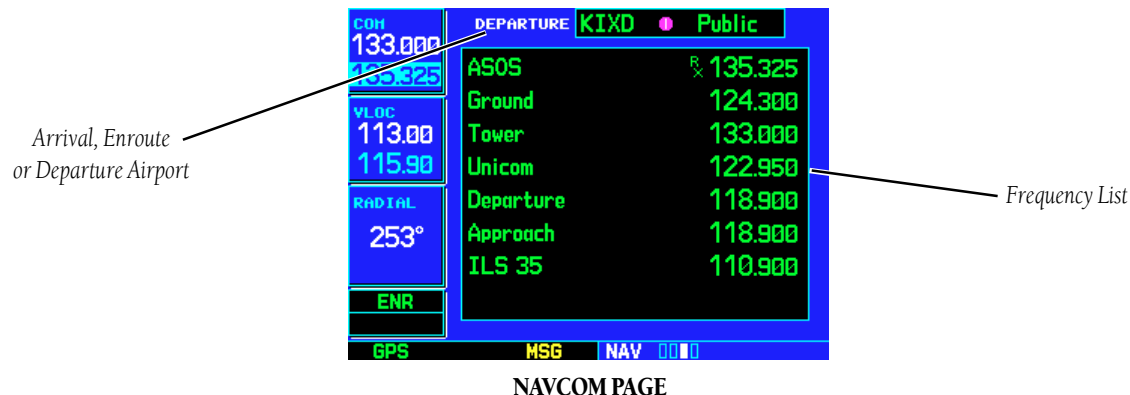 COM
133.000
135.325
VLOC
113.00
115.90
RADIAL
253°
ENR
GPS
MSG
NAV
DEPARTURE KIXD Public
ASOS Rx 135.325
Ground 124.300
Tower 133.000
Unicom 122.950
Departure 118.900
Approach 118.900
ILS 35 110.900
Arrival, Enroute
or Departure Airport
Frequency List
NAVCOM PAGE